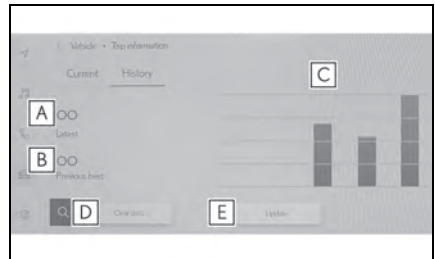 Vehicle • Trip information
Current History
C
A
OO
Latest
B
OO
Previous best
D
Clear data
E
Update